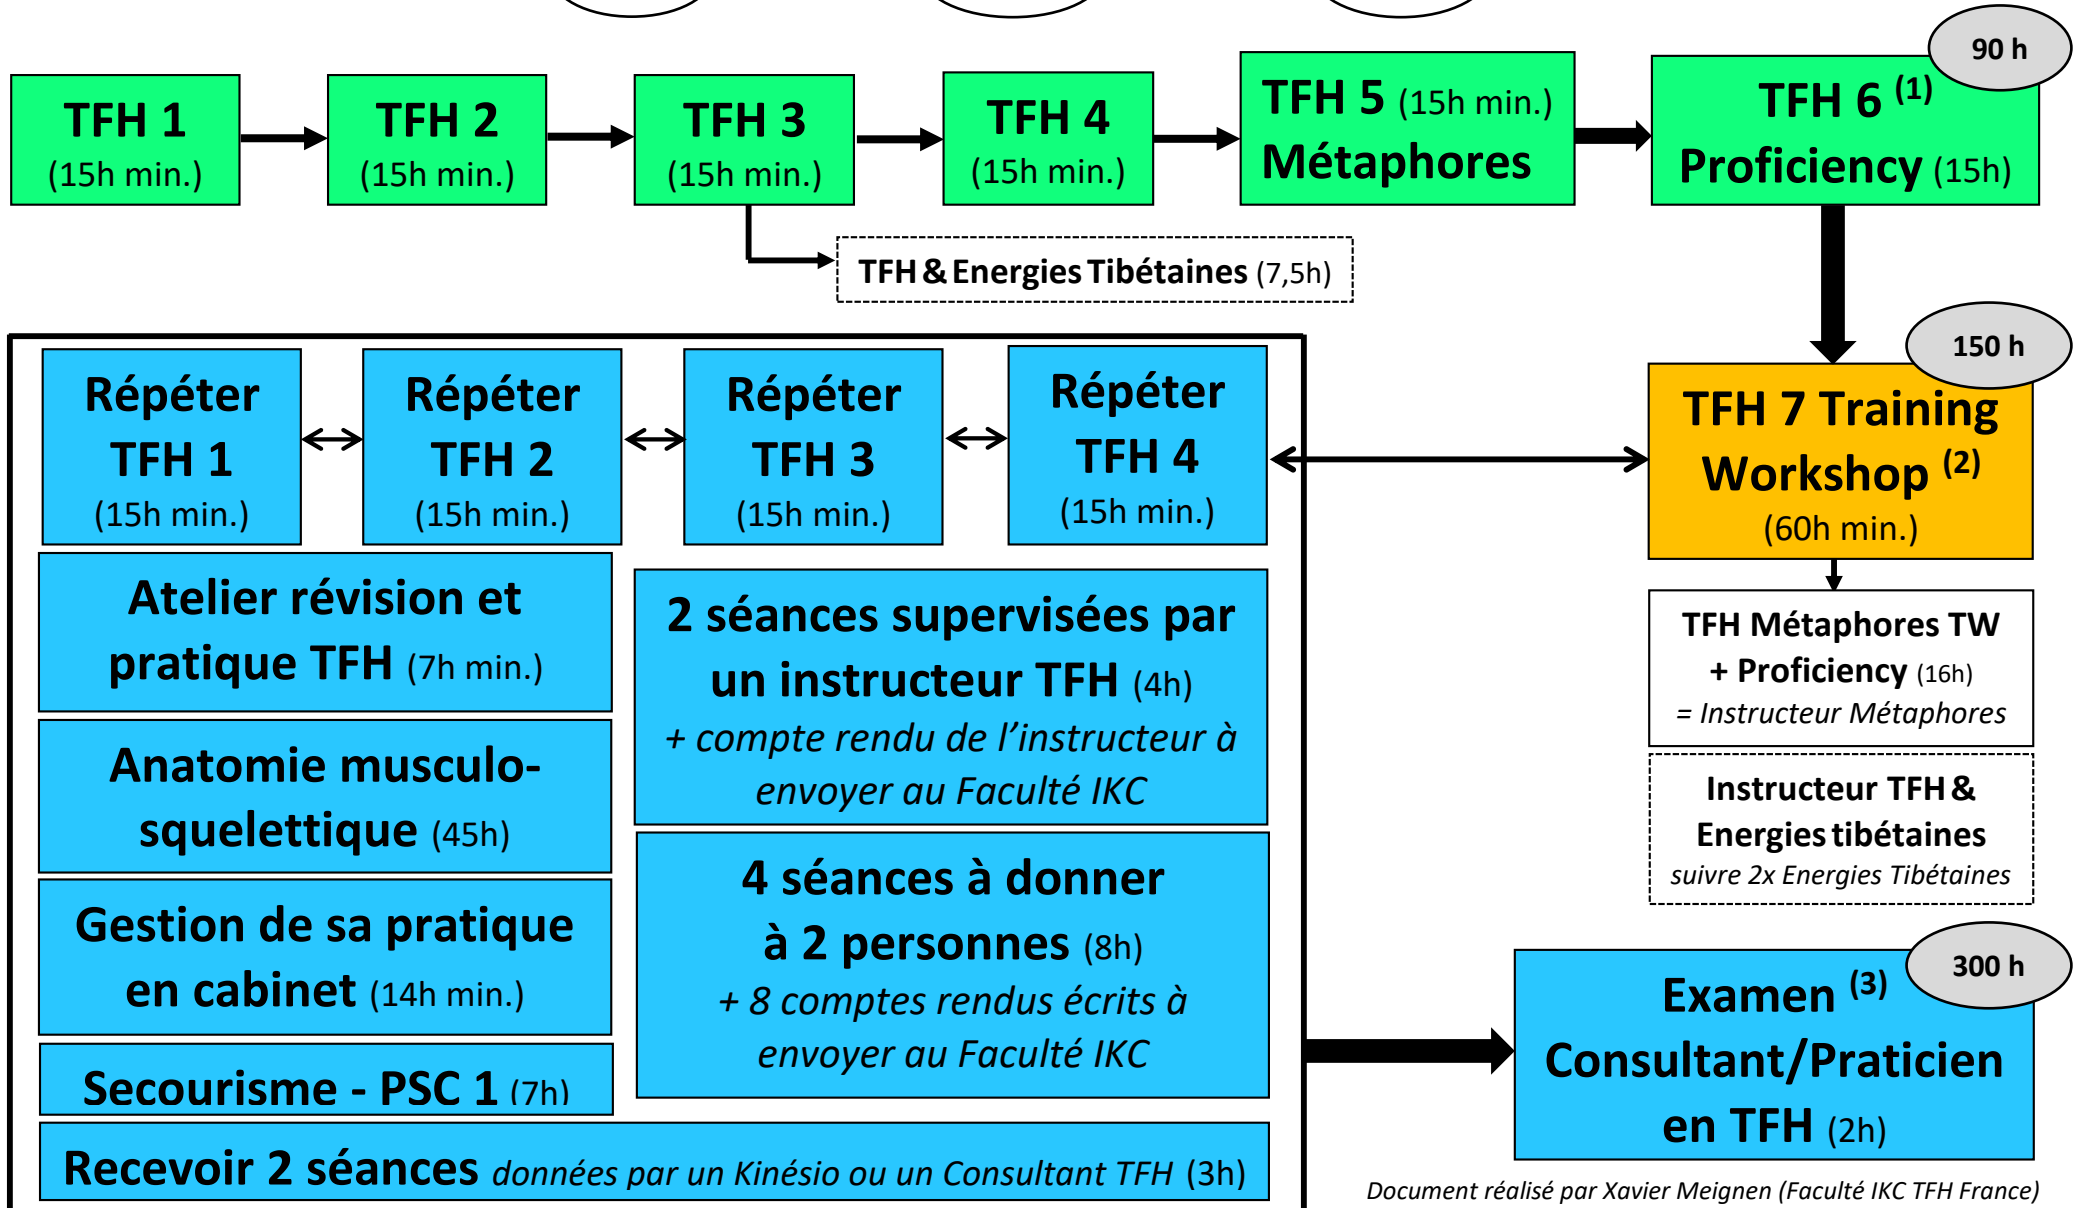 90 h
TFH 1
(15h min.)
TFH 2
(15h min.)
TFH 3
(15h min.)
TFH 4
(15h min.)
TFH 5 (15h min.)
Métaphores
TFH 6 (1)
Proficiency (15h)
TFH & Energies Tibétaines (7,5h)
150 h
Répéter
TFH 1
(15h min.)
Répéter
TFH 2
(15h min.)
Répéter
TFH 3
(15h min.)
Répéter
TFH 4
(15h min.)
TFH 7 Training
Workshop (2)
(60h min.)
Atelier révision et
pratique TFH (7h min.)
Anatomie musculo-
squelettique (45h)
Gestion de sa pratique
en cabinet (14h min.)
Secourisme - PSC 1 (7h)
2 séances supervisées par
un instructeur TFH (4h)
+ compte rendu de l’instructeur à
envoyer au Faculté IKC
4 séances à donner
à 2 personnes (8h)
+ 8 comptes rendus écrits à
envoyer au Faculté IKC
Recevoir 2 séances données par un Kinésio ou un Consultant TFH (3h)
TFH Métaphores TW
+ Proficiency (16h)
= Instructeur Métaphores
Instructeur TFH &
Energies tibétaines
suivre 2x Energies Tibétaines
300 h
Examen (3)
Consultant/Praticien
en TFH (2h)
Document réalisé par Xavier Meignen (Faculté IKC TFH France)